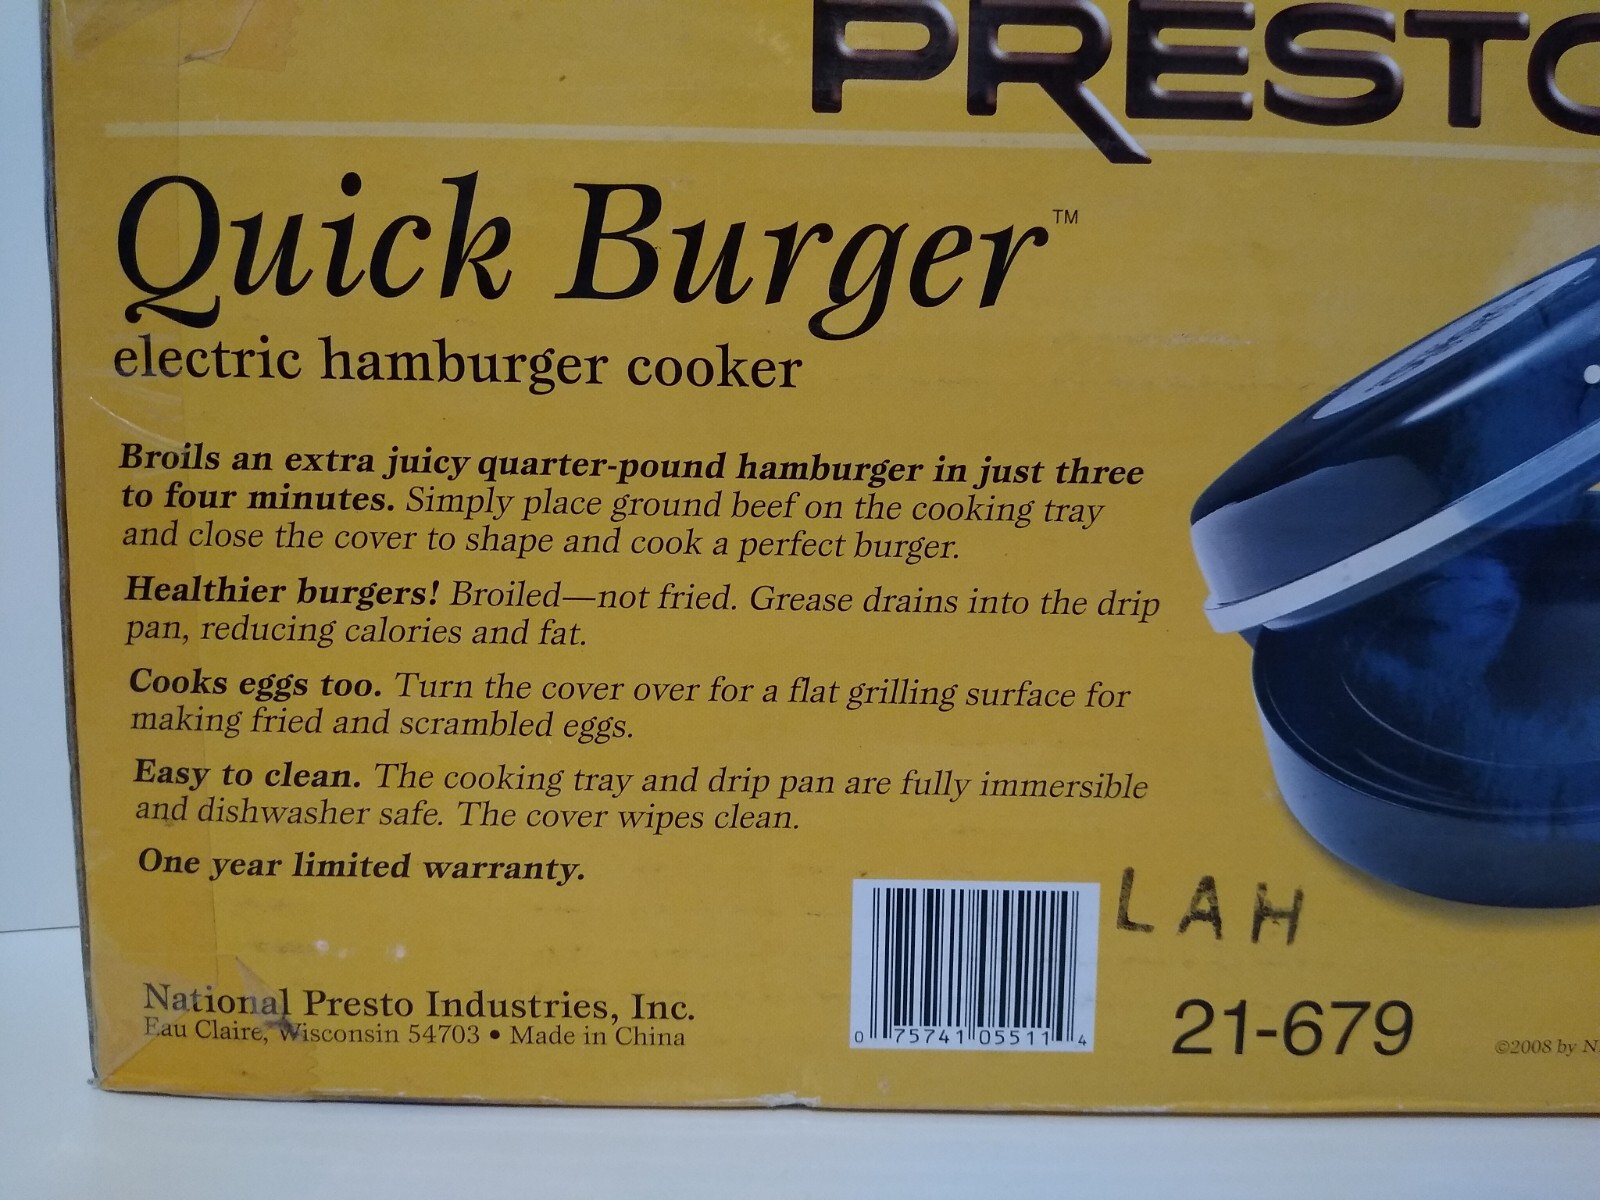 PRESTO
Quick Burger™
electric hamburger cooker
Broils an extra juicy quarter-pound hamburger in just three
to four minutes. Simply place ground beef on the cooking tray
and close the cover to shape and cook a perfect burger.
Healthier burgers! Broiled—not fried. Grease drains into the drip
pan, reducing calories and fat.
Cooks eggs too. Turn the cover over for a flat grilling surface for
making fried and scrambled eggs.
Easy to clean. The cooking tray and drip pan are fully immersible
and dishwasher safe. The cover wipes clean.
One year limited warranty.
LAH
National Presto Industries, Inc.
Eau Claire, Wisconsin 54703 • Made in China
0 75741 05511 4
21-679
©2008 by N